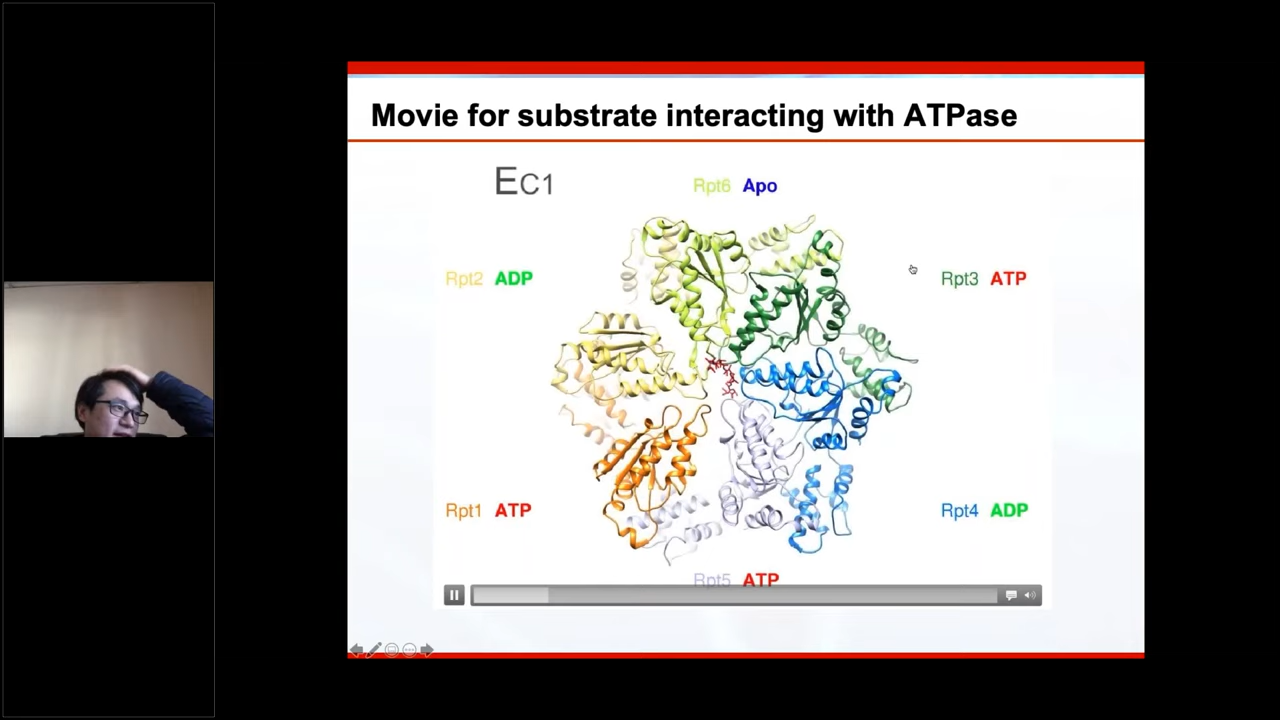 Movie for substrate interacting with ATPase
EC1
Rpt6 Apo
Rpt2 ADP
Rpt3 ATP
Rpt1 ATP
Rpt4 ADP
Rpt5 ATP